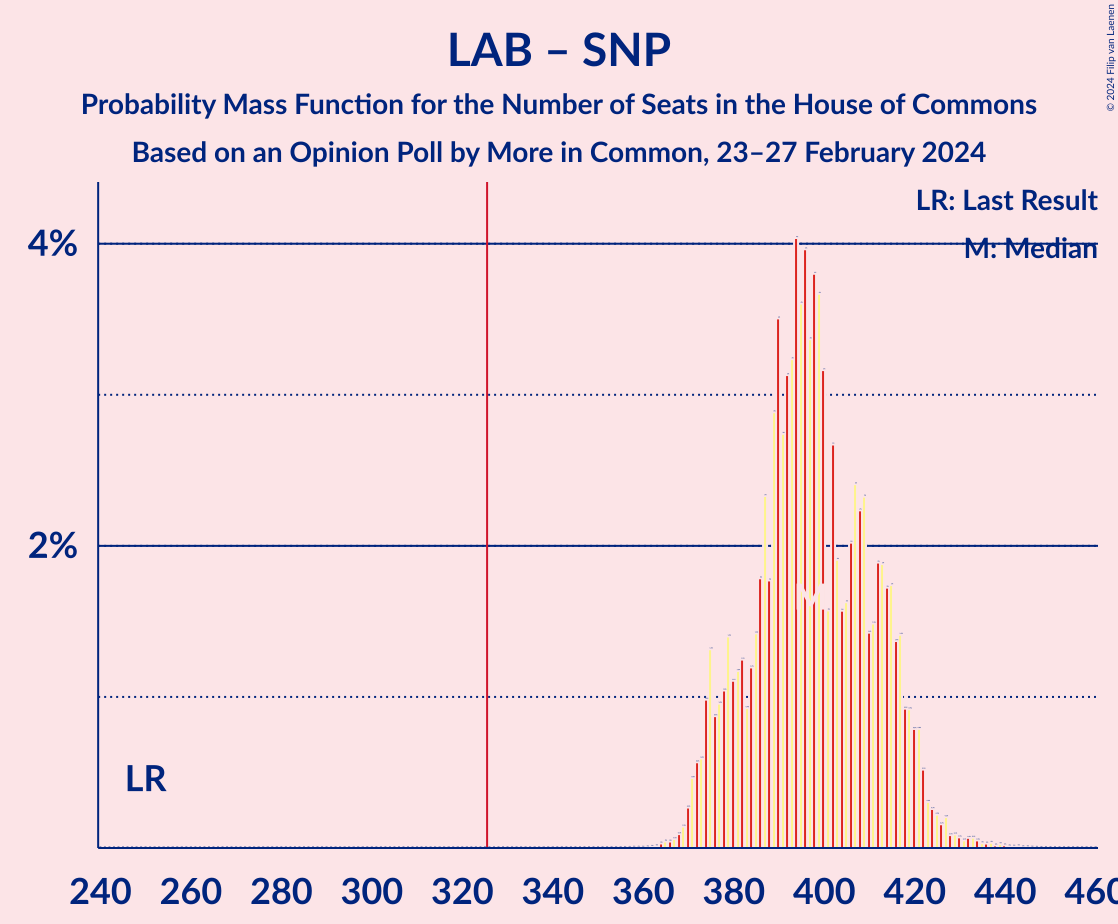 LAB – SNP
Probability Mass Function for the Number of Seats in the House of Commons
Based on an Opinion Poll by More in Common, 23–27 February 2024
© 2024 Filip van Laenen
LR: Last Result
M: Median
4%
2%
M
LR
240 260 280 300 320 340 360 380 400 420 440 460